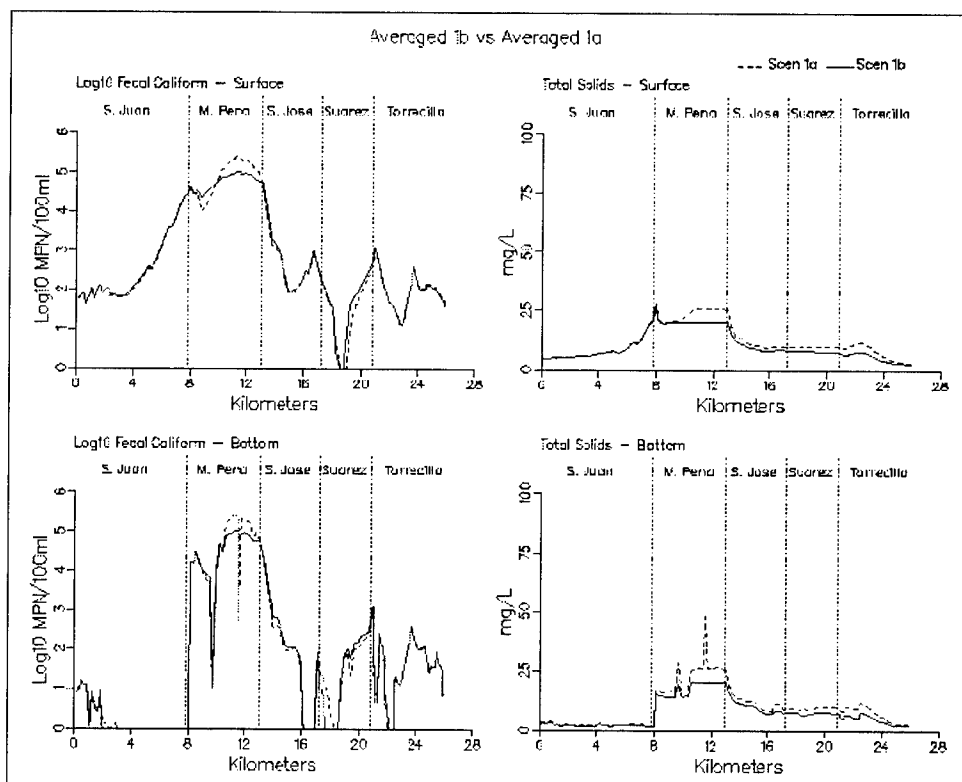 Averaged 1b vs Averaged 1a
--- Scen 1a — Scen 1b
Log10 Fecal Caliform – Surface
S. Juan M. Pena S. Jose Suarez Torrecilla
Log10 MPN/100ml
0 1 2 3 4 5 6
0 4 8 12 16 20 24 28
Kilometers
Total Solids – Surface
S. Juan M. Pena S. Jose Suarez Torrecilla
mg/L
0 25 50 75 100
0 4 8 12 16 20 24 28
Kilometers
Log10 Fecal Caliform – Bottom
S. Juan M. Pena S. Jose Suarez Torrecilla
Log10 MPN/100ml
0 1 2 3 4 5 6
0 4 8 12 16 20 24 28
Kilometers
Total Solids – Bottom
S. Juan M. Pena S. Jose Suarez Torrecilla
mg/L
0 25 50 75 100
0 4 8 12 16 20 24 28
Kilometers